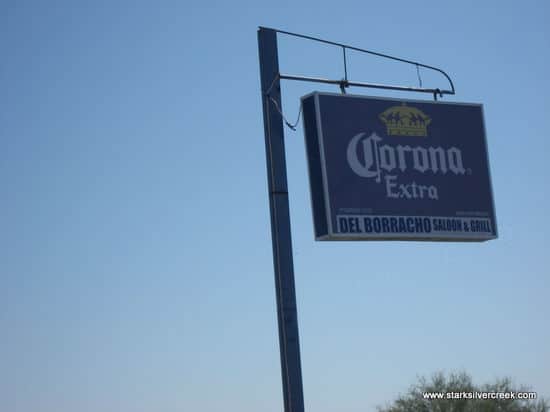 Corona
Extra
DEL BORRACHO SALOON & GRILL
www.starksilvercreek.com